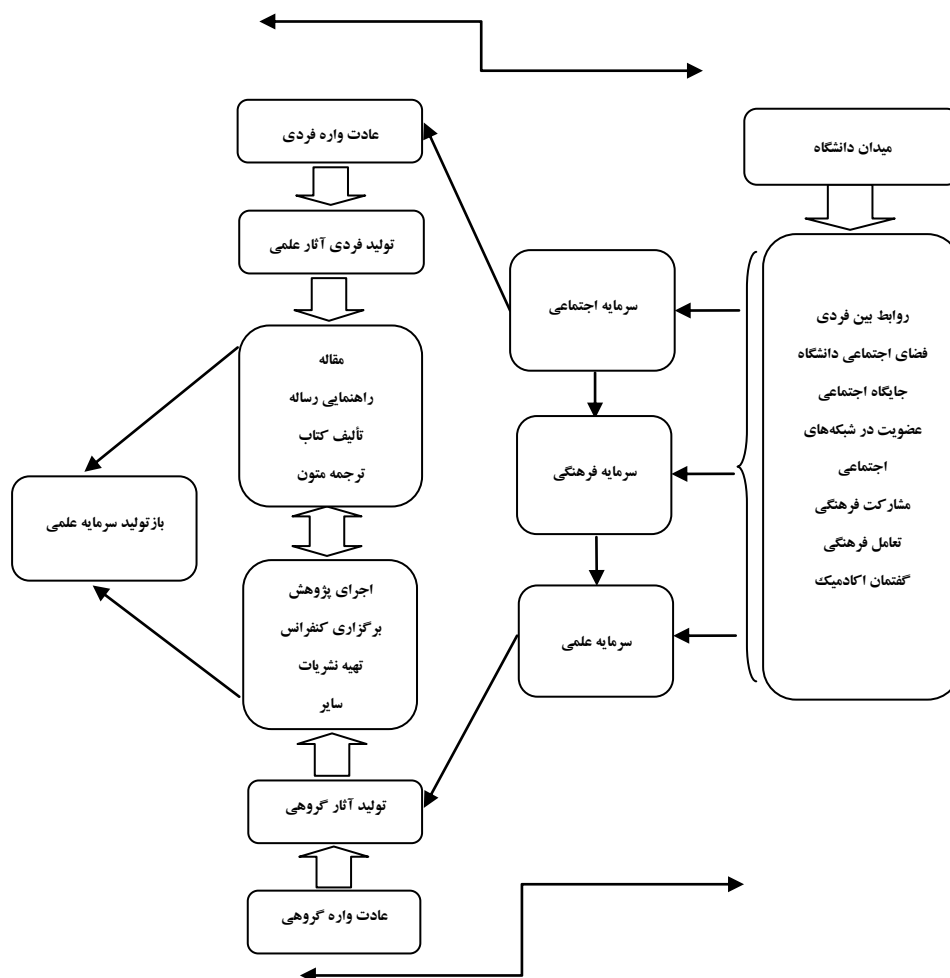 میدان دانشگاه
روابط بین فردی
فضای اجتماعی دانشگاه
جایگاه اجتماعی
عضویت در شبکه‌های
اجتماعی
مشارکت فرهنگی
تعامل فرهنگی
گفتمان اکادمیک
سرمایه اجتماعی
سرمایه فرهنگی
سرمایه علمی
عادت واره فردی
تولید فردی آثار علمی
مقاله
راهنمایی رساله
تألیف کتاب
ترجمه متون
اجرای پژوهش
برگزاری کنفرانس
تهیه نشریات
سایر
تولید آثار گروهی
عادت واره گروهی
بازتولید سرمایه علمی